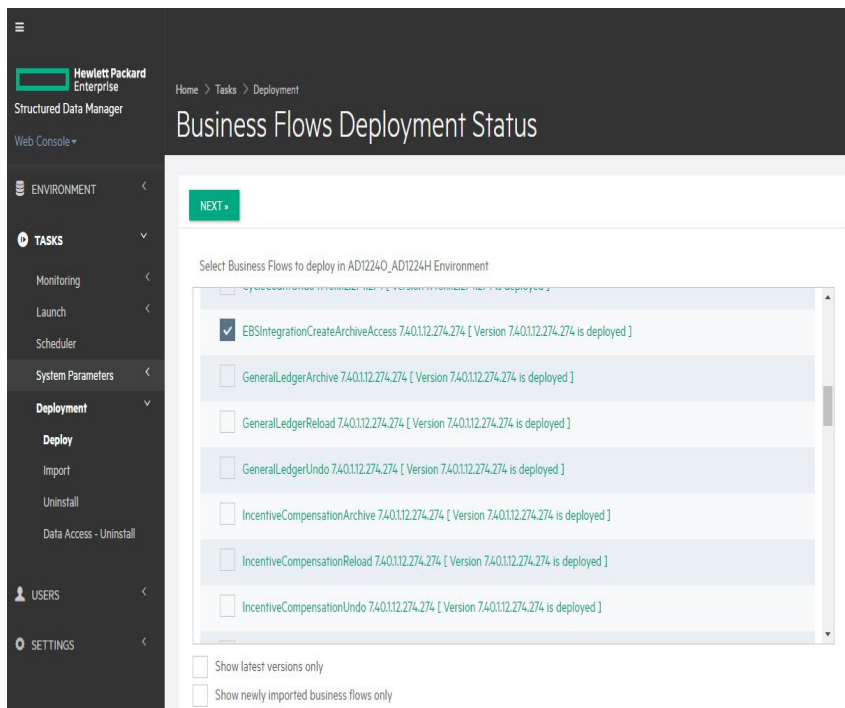 Hewlett Packard
Enterprise
Structured Data Manager
Web Console
ENVIRONMENT
TASKS
Monitoring
Launch
Scheduler
System Parameters
Deployment
Deploy
Import
Uninstall
Data Access - Uninstall
USERS
SETTINGS
Home > Tasks > Deployment
Business Flows Deployment Status
NEXT »
Select Business Flows to deploy in AD1224O_AD1224H Environment
EBSIntegrationCreateArchiveAccess 7.40.1.12.274.274 [ Version 7.40.1.12.274.274 is deployed ]
GeneralLedgerArchive 7.40.1.12.274.274 [ Version 7.40.1.12.274.274 is deployed ]
GeneralLedgerReload 7.40.1.12.274.274 [ Version 7.40.1.12.274.274 is deployed ]
GeneralLedgerUndo 7.40.1.12.274.274 [ Version 7.40.1.12.274.274 is deployed ]
IncentiveCompensationArchive 7.40.1.12.274.274 [ Version 7.40.1.12.274.274 is deployed ]
IncentiveCompensationReload 7.40.1.12.274.274 [ Version 7.40.1.12.274.274 is deployed ]
IncentiveCompensationUndo 7.40.1.12.274.274 [ Version 7.40.1.12.274.274 is deployed ]
Show latest versions only
Show newly imported business flows only